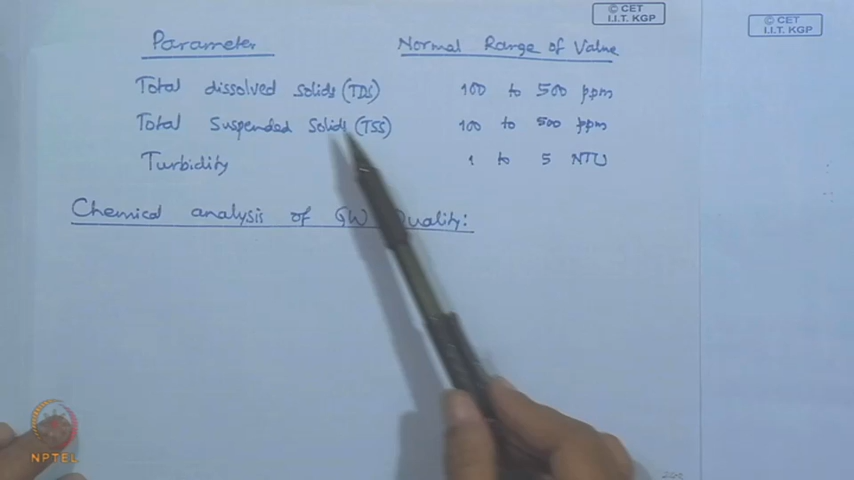 © CET
I.I.T. KGP
© CET
I.I.T. KGP
Parameter Normal Range of Value
Total dissolved solids (TDS) 100 to 500 ppm
Total Suspended Solids (TSS) 100 to 500 ppm
Turbidity 1 to 5 NTU
Chemical analysis of GW Quality:
NPTEL